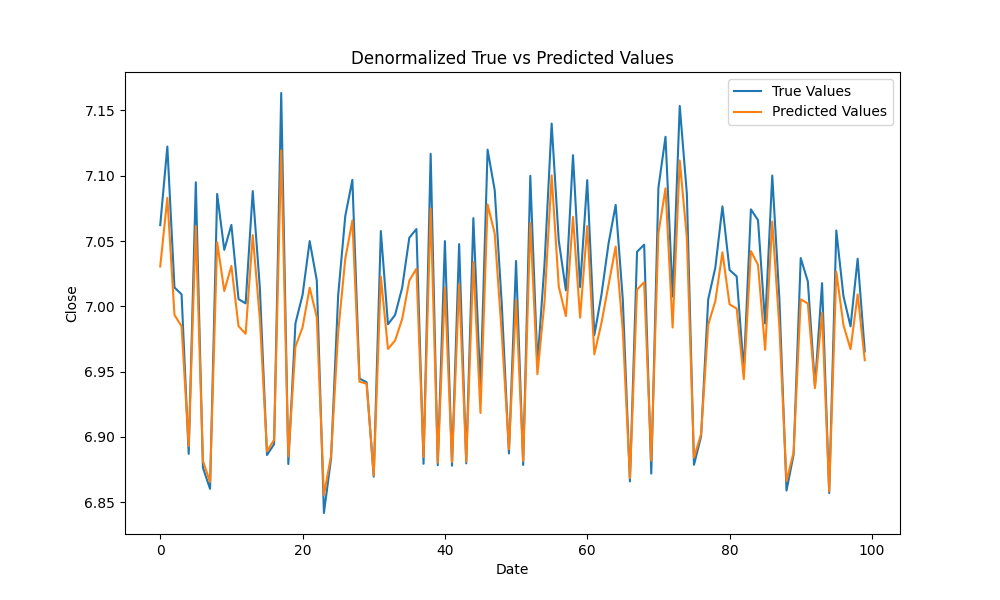 Denormalized True vs Predicted Values
True Values
Predicted Values
7.15
7.10
7.05
7.00
6.95
6.90
6.85
Close
0 20 40 60 80 100
Date